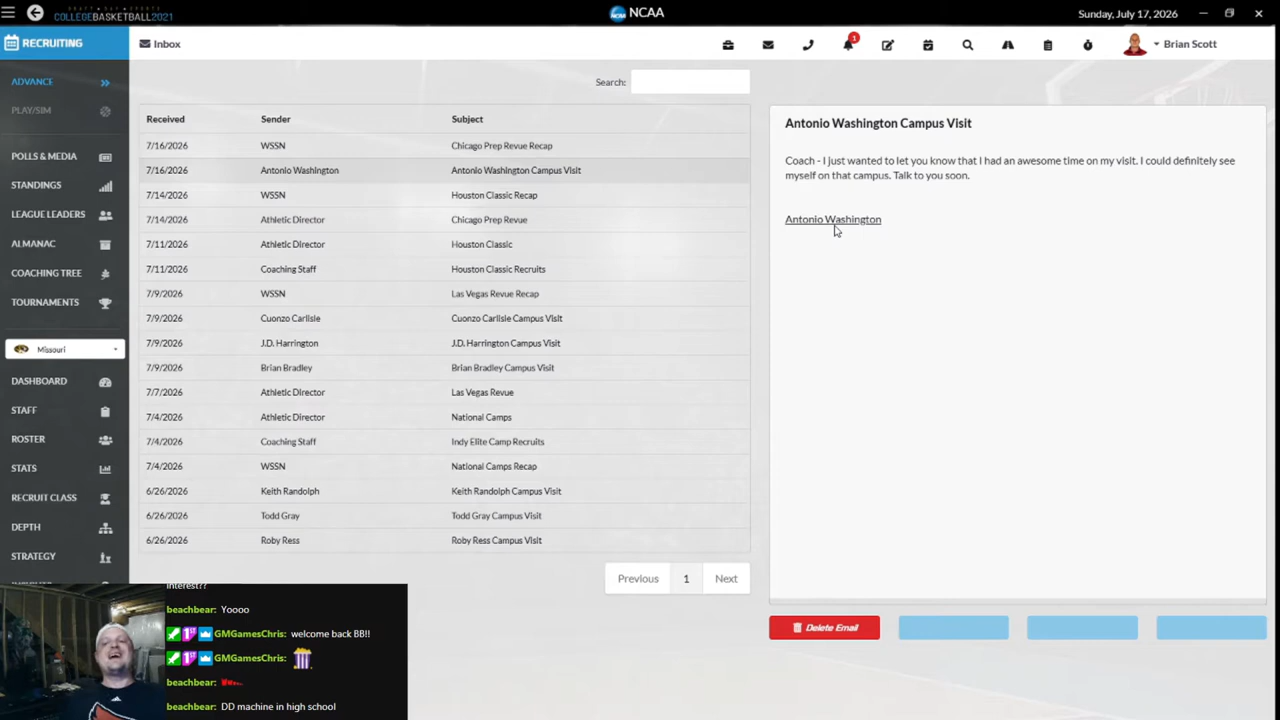 DRAFT DAY SPORTS
COLLEGEBASKETBALL2021
NCAA
Sunday, July 17, 2026
RECRUITING
Inbox
1
Brian Scott
ADVANCE
PLAY/SIM
POLLS & MEDIA
STANDINGS
LEAGUE LEADERS
ALMANAC
COACHING TREE
TOURNAMENTS
Missouri
DASHBOARD
STAFF
ROSTER
STATS
RECRUIT CLASS
DEPTH
STRATEGY
Search:
Received Sender Subject
7/16/2026 WSSN Chicago Prep Revue Recap
7/16/2026 Antonio Washington Antonio Washington Campus Visit
7/14/2026 WSSN Houston Classic Recap
7/14/2026 Athletic Director Chicago Prep Revue
7/11/2026 Athletic Director Houston Classic
7/11/2026 Coaching Staff Houston Classic Recruits
7/9/2026 WSSN Las Vegas Revue Recap
7/9/2026 Cuonzo Carlisle Cuonzo Carlisle Campus Visit
7/9/2026 J.D. Harrington J.D. Harrington Campus Visit
7/9/2026 Brian Bradley Brian Bradley Campus Visit
7/7/2026 Athletic Director Las Vegas Revue
7/4/2026 Athletic Director National Camps
7/4/2026 Coaching Staff Indy Elite Camp Recruits
7/4/2026 WSSN National Camps Recap
6/26/2026 Keith Randolph Keith Randolph Campus Visit
6/26/2026 Todd Gray Todd Gray Campus Visit
6/26/2026 Roby Ress Roby Ress Campus Visit
Previous 1 Next
Antonio Washington Campus Visit
Coach - I just wanted to let you know that I had an awesome time on my visit. I could definitely see
myself on that campus. Talk to you soon.
Antonio Washington
Delete Email
interest??
beachbear: Yoooo
GMGamesChris: welcome back BB!!
GMGamesChris:
beachbear:
beachbear: DD machine in high school